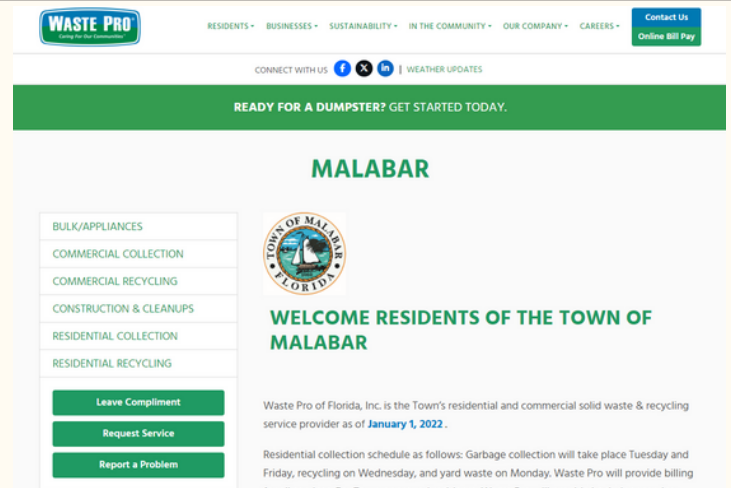 WASTE PRO
Caring For Our Communities
RESIDENTS
BUSINESSES
SUSTAINABILITY
IN THE COMMUNITY
OUR COMPANY
CAREERS
Contact Us
Online Bill Pay
CONNECT WITH US
f
X
in
| WEATHER UPDATES
READY FOR A DUMPSTER? GET STARTED TODAY.
MALABAR
BULK/APPLIANCES
COMMERCIAL COLLECTION
COMMERCIAL RECYCLING
CONSTRUCTION & CLEANUPS
RESIDENTIAL COLLECTION
RESIDENTIAL RECYCLING
Leave Compliment
Request Service
Report a Problem
TOWN OF MALABAR
FLORIDA
WELCOME RESIDENTS OF THE TOWN OF
MALABAR
Waste Pro of Florida, Inc. is the Town's residential and commercial solid waste & recycling
service provider as of January 1, 2022 .
Residential collection schedule as follows: Garbage collection will take place Tuesday and
Friday, recycling on Wednesday, and yard waste on Monday. Waste Pro will provide billing